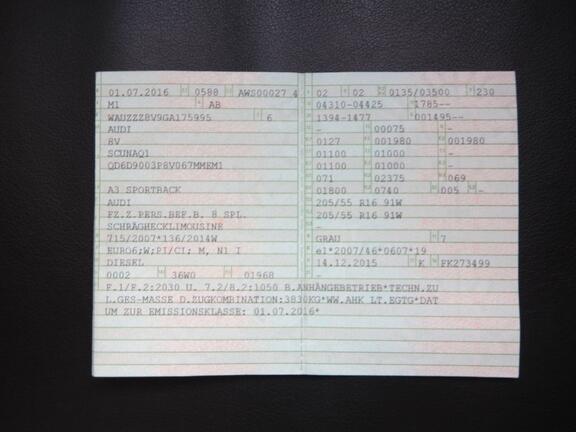 01.07.2016 0588 AWS00027 4
M1 AB
WAUZZZ8V9GA175995 6
AUDI
8V
SCUNAQ1
QD6D9003P8V067MMEM1
-
A3 SPORTBACK
AUDI
FZ.Z.PERS.BEF.B. 8 SPL.
SCHRÄGHECKLIMOUSINE
715/2007*136/2014W
EURO6;W;PI/CI; M, N1 I
DIESEL
0002 36W0 01968
02 02 0135/03500 230
04310-04425 1785--
1394-1477 001495--
- 00075 -
0127 001980 001980
01100 01000 -
01100 01000 -
071 02375 069
01800 0740 005 -
205/55 R16 91W
205/55 R16 91W
-
-
GRAU 7
e1*2007/46*0607*19
14.12.2015 K FK273499
-
F.1/F.2:2030 U. 7.2/8.2:1050 B.ANHÄNGEBETRIEB*TECHN.ZU
L.GES-MASSE D.ZUGKOMBINATION:3830KG*WW.AHK LT.EGTG*DAT
UM ZUR EMISSIONKLASSE: 01.07.2016*